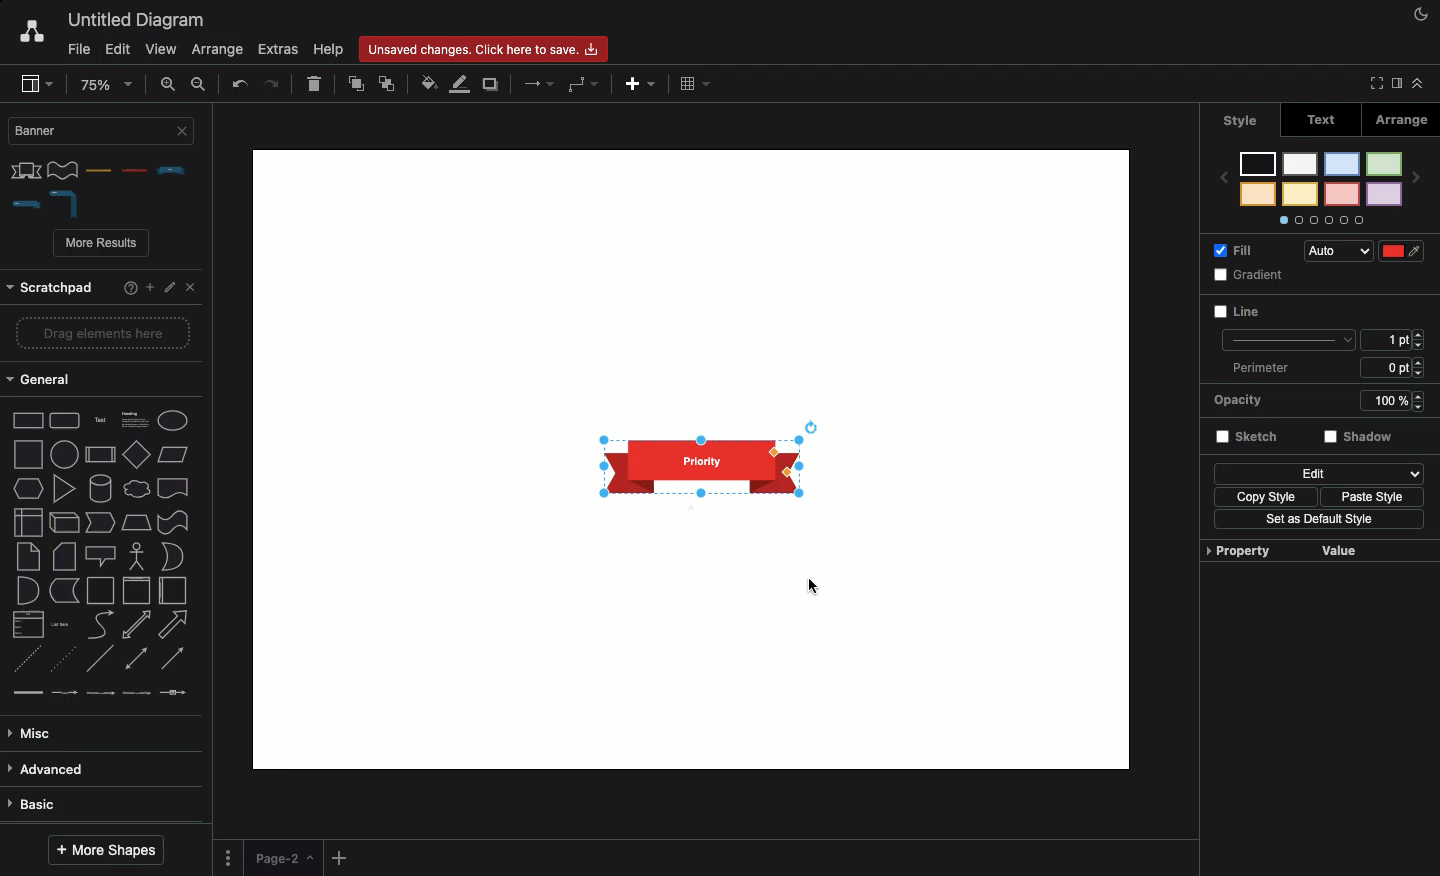 Untitled Diagram
File Edit View Arrange Extras Help Unsaved changes. Click here to save.
75%
Banner
More Results
Scratchpad
Drag elements here
General
Text
Heading
List Item
Misc
Advanced
Basic
+ More Shapes
Priority
Page-2
Style Text Arrange
Fill Auto
Gradient
Line
1 pt
Perimeter 0 pt
Opacity 100 %
Sketch Shadow
Edit
Copy Style Paste Style
Set as Default Style
Property Value